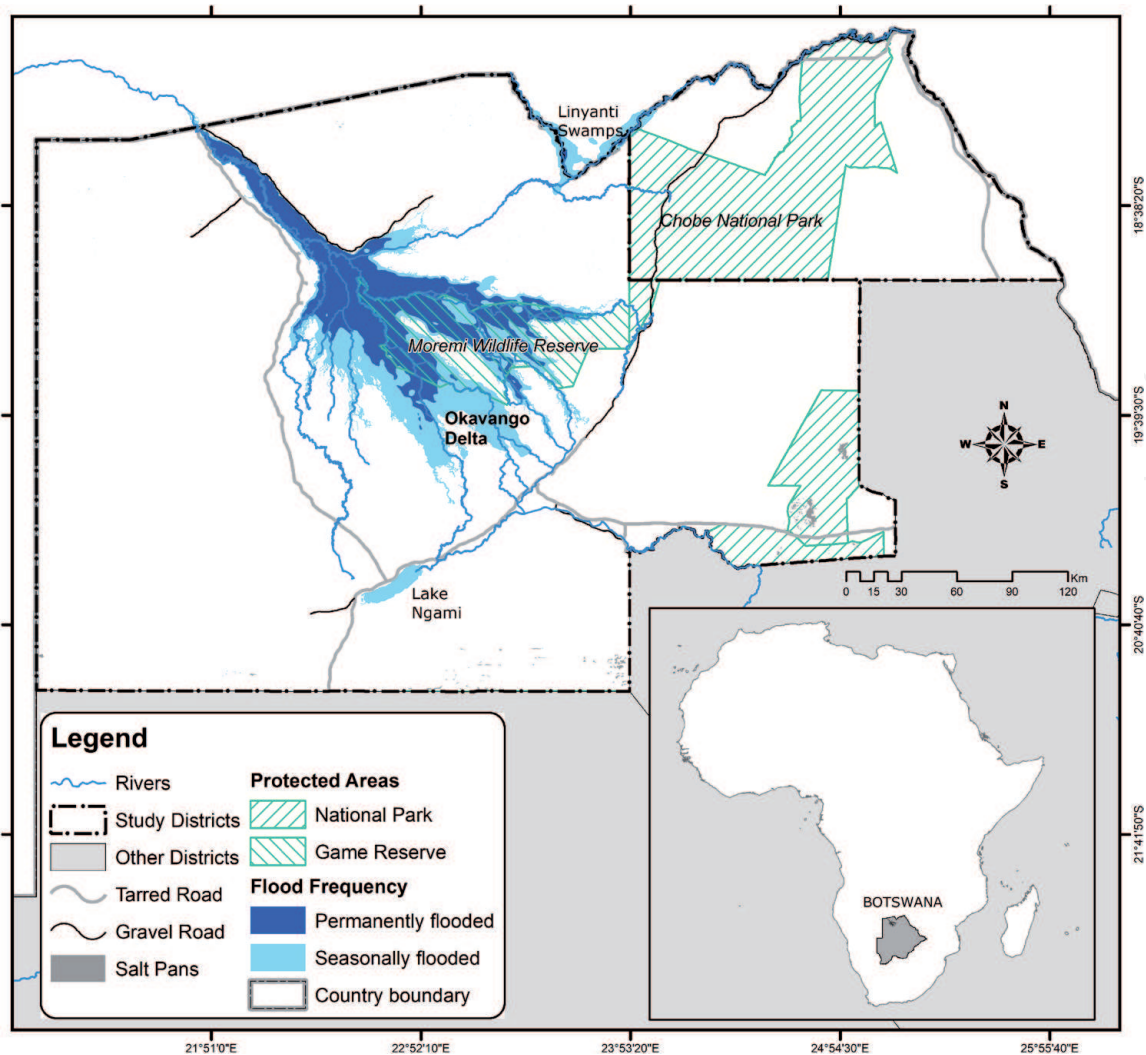 Linyanti
Swamps
Chobe National Park
18°38'20"S
Moremi Wildlife Reserve
Okavango
Delta
19°39'30"S
N
W
E
S
Lake
Ngami
Km
0
15
30
60
90
120
20°40'40"S
Legend
Rivers
Study Districts
Other Districts
Tarred Road
Gravel Road
Salt Pans
Protected Areas
National Park
Game Reserve
Flood Frequency
Permanently flooded
Seasonally flooded
Country boundary
BOTSWANA
21°41'50"S
21°51'0"E
22°52'10"E
23°53'20"E
24°54'30"E
25°55'40"E